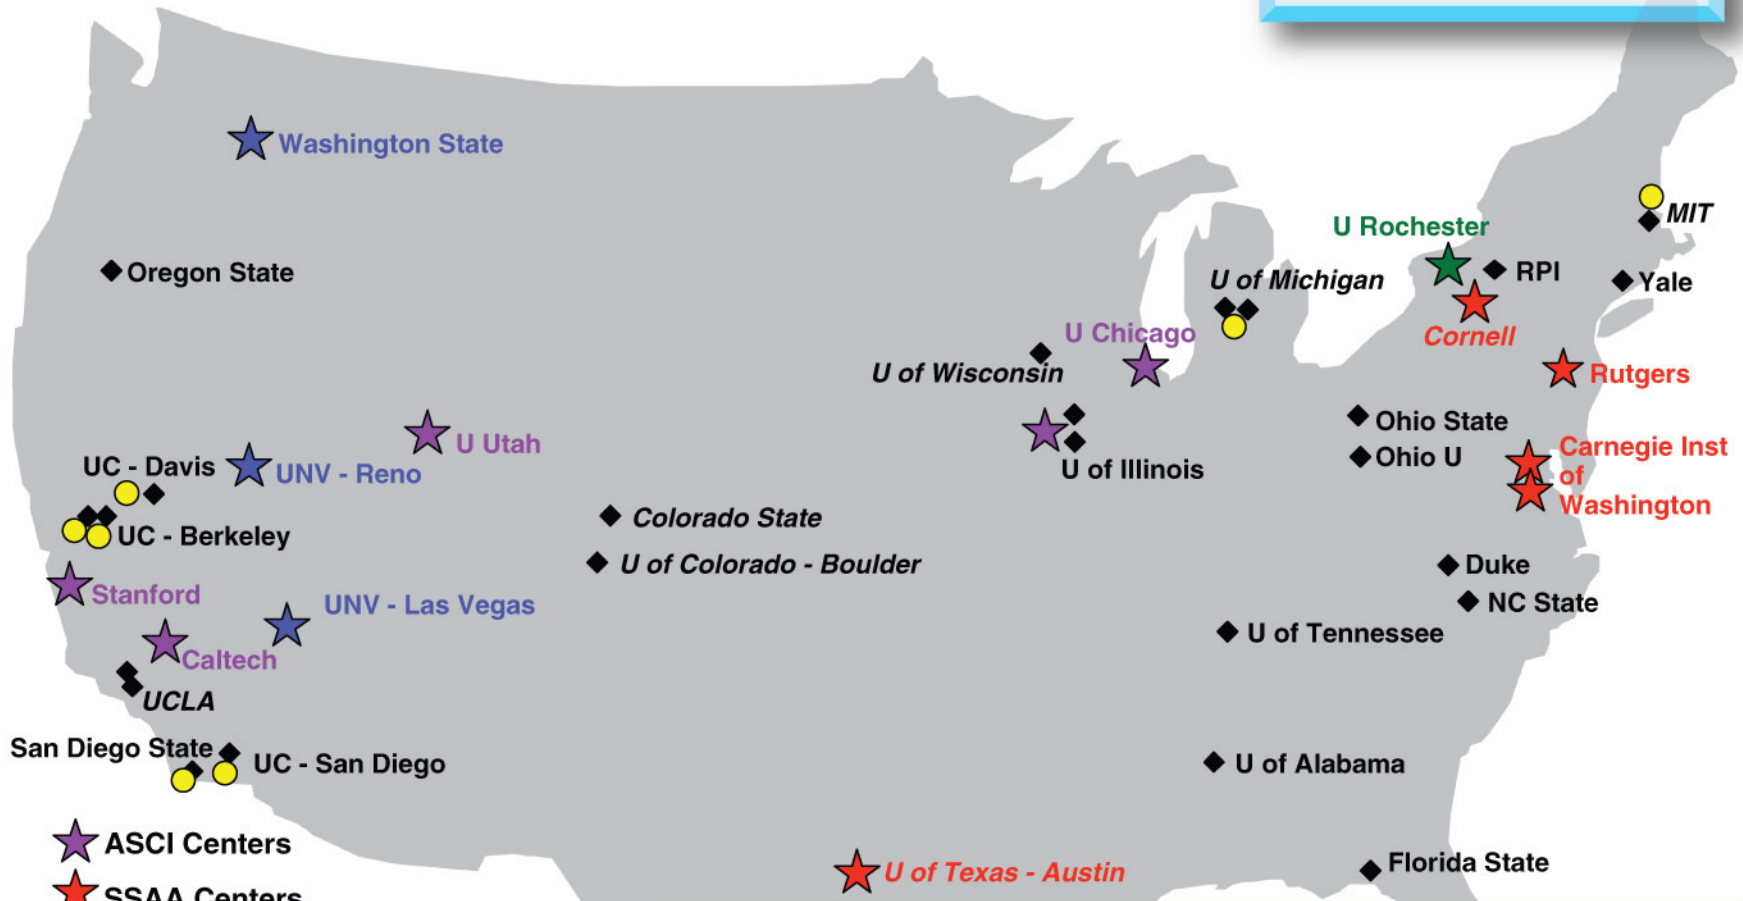 Washington State
MIT
U Rochester
Oregon State
RPI
U of Michigan
Yale
U Chicago
Cornell
U of Wisconsin
Rutgers
Ohio State
U Utah
Carnegie Inst
of
Washington
UC - Davis
UNV - Reno
Ohio U
U of Illinois
Colorado State
UC - Berkeley
U of Colorado - Boulder
Duke
Stanford
UNV - Las Vegas
NC State
U of Tennessee
Caltech
UCLA
San Diego State
UC - San Diego
U of Alabama
ASCI Centers
Florida State
U of Texas - Austin
SSAA Centers